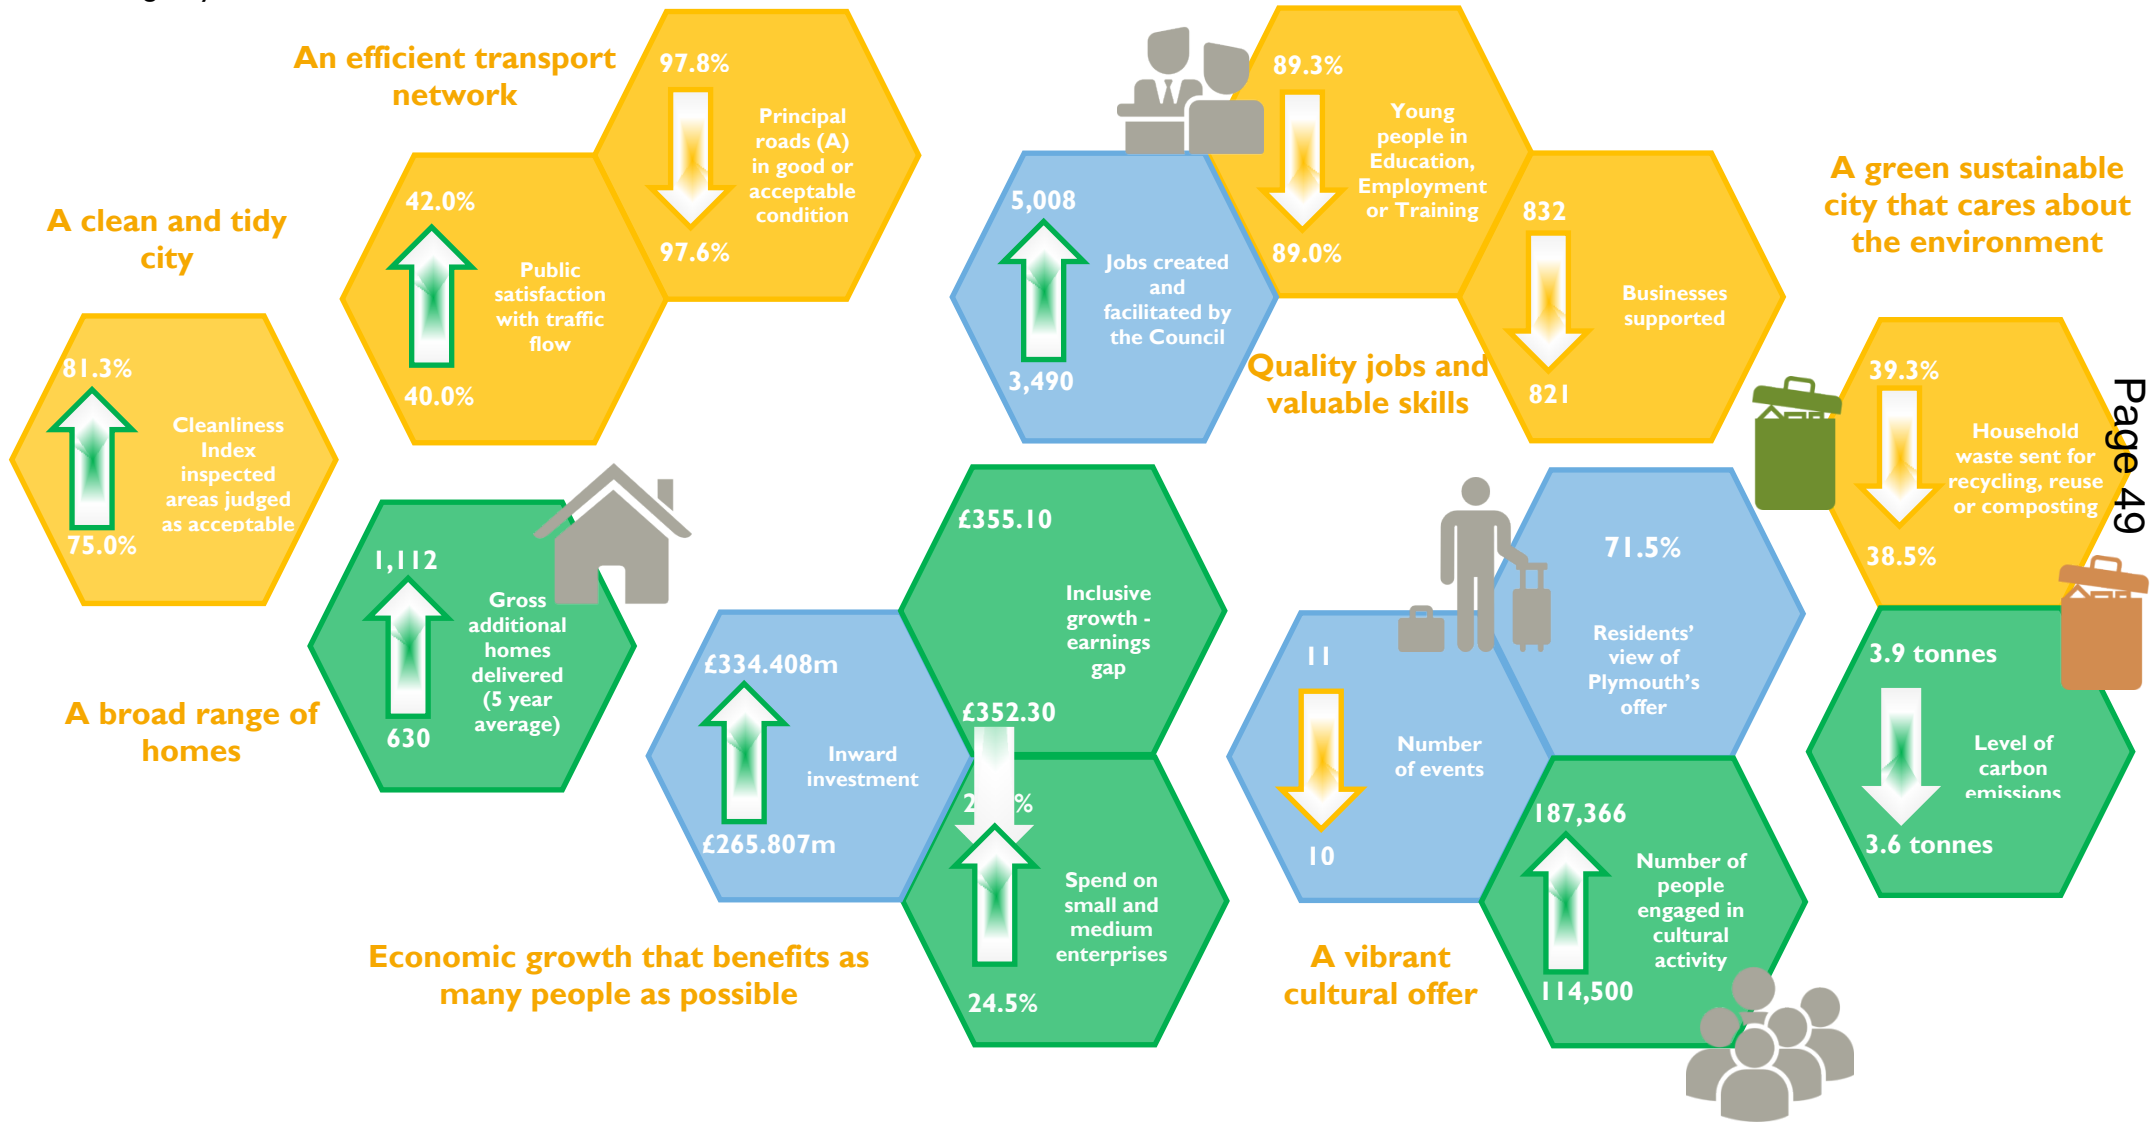 An efficient transport
network
97.8%
Principal
roads (A)
in good or
acceptable
condition
97.6%
42.0%
Public
satisfaction
with traffic
flow
40.0%
A clean and tidy
city
81.3%
Cleanliness
Index
inspected
areas judged
as acceptable
75.0%
A broad range of
homes
1,112
Gross
additional
homes
delivered
(5 year
average)
630
89.3%
Young
people in
Education,
Employment
or Training
89.0%
5,008
Jobs created
and
facilitated by
the Council
3,490
832
Businesses
supported
821
Quality jobs and
valuable skills
A green sustainable
city that cares about
the environment
39.3%
Household
waste sent for
recycling, reuse
or composting
38.5%
3.9 tonnes
Level of
carbon
emissions
3.6 tonnes
£355.10
Inclusive
growth -
earnings
gap
£352.30
£334.408m
Inward
investment
£265.807m
Spend on
small and
medium
enterprises
24.5%
Economic growth that benefits as
many people as possible
71.5%
Residents’
view of
Plymouth’s
offer
11
Number
of events
10
187,366
Number of
people
engaged in
cultural
activity
114,500
A vibrant
cultural offer
Page 49